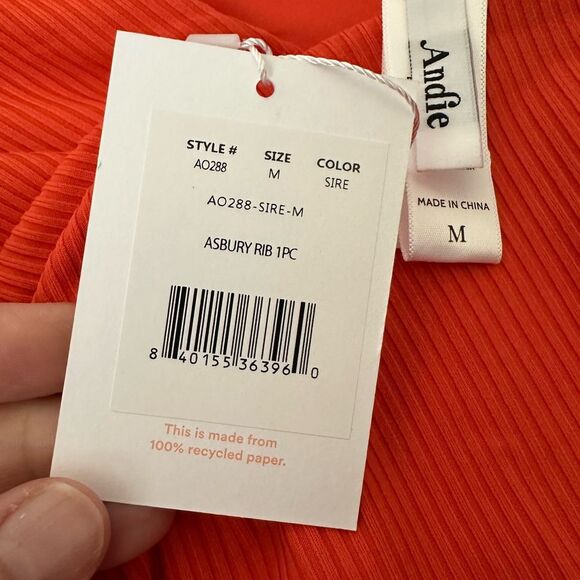 STYLE # SIZE COLOR
AO288 M SIRE
AO288-SIRE-M
ASBURY RIB 1PC
8 40155 36396 0
This is made from
100% recycled paper.
Andie
MADE IN CHINA
M